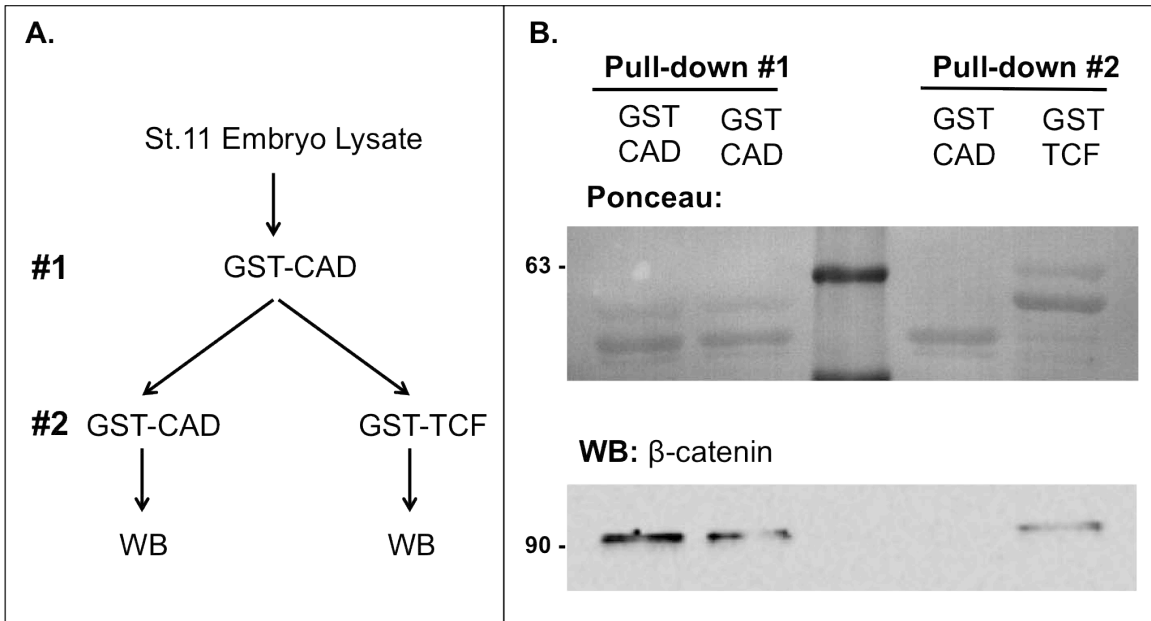 A.
St.11 Embryo Lysate
#1
GST-CAD
#2 GST-CAD GST-TCF
WB WB
B.
Pull-down #1 Pull-down #2
GST GST GST GST
CAD CAD CAD TCF
Ponceau:
63 -
WB: β-catenin
90 -